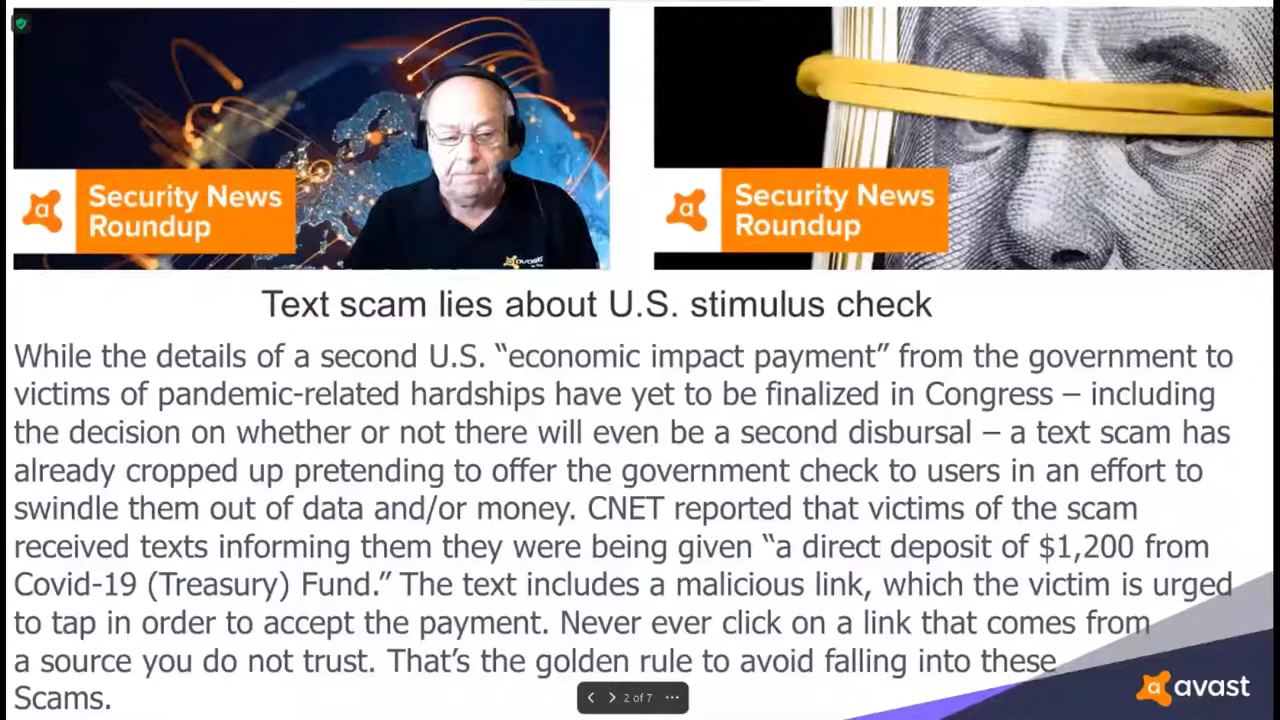 Security News
Roundup
a
avast
Security News
Roundup
a
Text scam lies about U.S. stimulus check
While the details of a second U.S. “economic impact payment” from the government to
victims of pandemic-related hardships have yet to be finalized in Congress – including
the decision on whether or not there will even be a second disbursal – a text scam has
already cropped up pretending to offer the government check to users in an effort to
swindle them out of data and/or money. CNET reported that victims of the scam
received texts informing them they were being given “a direct deposit of $1,200 from
Covid-19 (Treasury) Fund.” The text includes a malicious link, which the victim is urged
to tap in order to accept the payment. Never ever click on a link that comes from
a source you do not trust. That’s the golden rule to avoid falling into these
Scams.
2 of 7
a avast